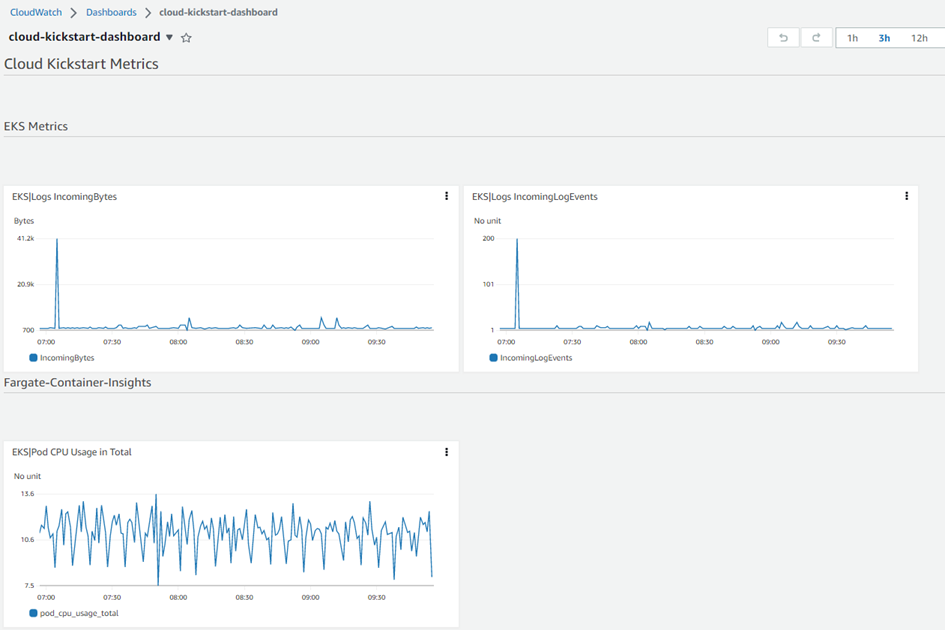 CloudWatch > Dashboards > cloud-kickstart-dashboard
cloud-kickstart-dashboard
1h 3h 12h
Cloud Kickstart Metrics
EKS Metrics
EKS|Logs IncomingBytes
Bytes
41.2k
20.9k
700
07:00 07:30 08:00 08:30 09:00 09:30
IncomingBytes
EKS|Logs IncomingLogEvents
No unit
200
101
1
07:00 07:30 08:00 08:30 09:00 09:30
IncomingLogEvents
Fargate-Container-Insights
EKS|Pod CPU Usage in Total
No unit
13.6
10.6
7.5
07:00 07:30 08:00 08:30 09:00 09:30
pod_cpu_usage_total